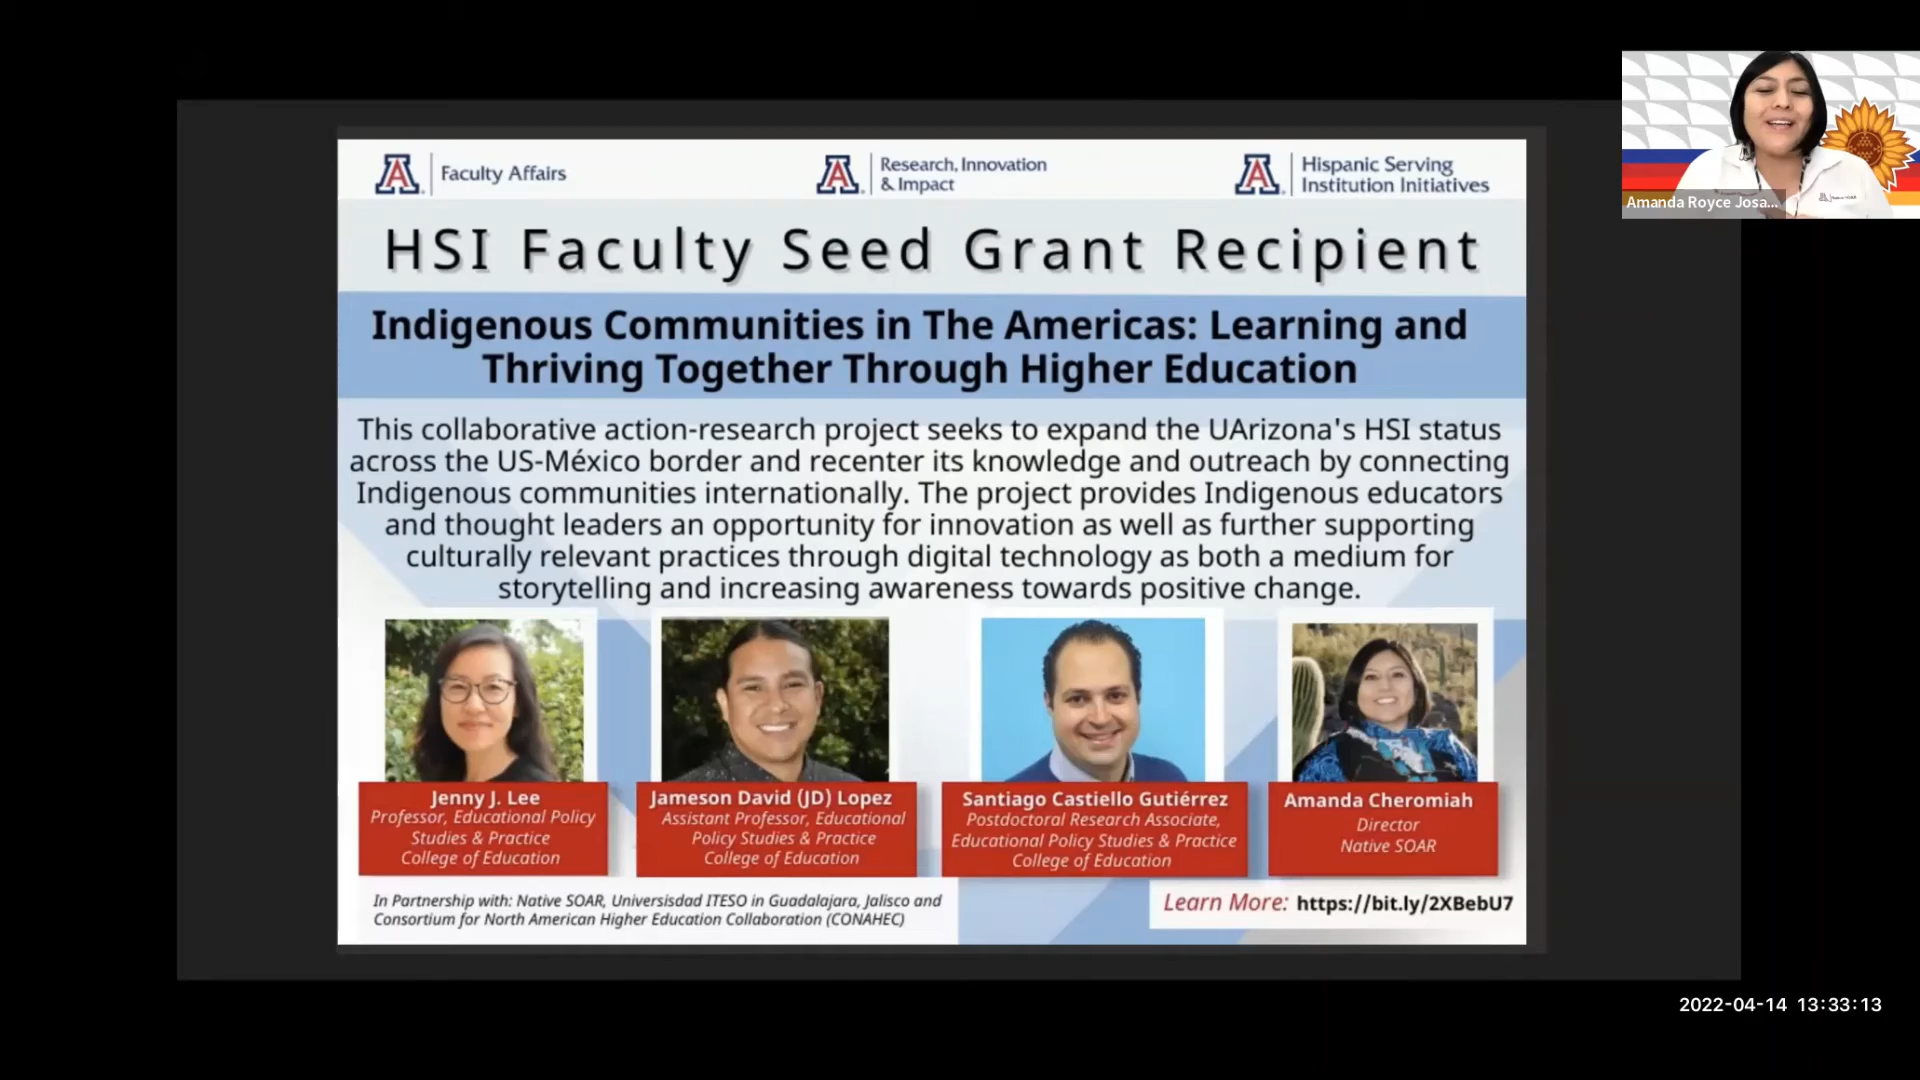 Faculty Affairs
Research, Innovation
& Impact
Hispanic Serving
Institution Initiatives
Amanda Royce Josa...
HSI Faculty Seed Grant Recipient
Indigenous Communities in The Americas: Learning and
Thriving Together Through Higher Education
This collaborative action-research project seeks to expand the UArizona's HSI status
across the US-México border and recenter its knowledge and outreach by connecting
Indigenous communities internationally. The project provides Indigenous educators
and thought leaders an opportunity for innovation as well as further supporting
culturally relevant practices through digital technology as both a medium for
storytelling and increasing awareness towards positive change.
Jenny J. Lee
Professor, Educational Policy
Studies & Practice
College of Education
Jameson David (JD) Lopez
Assistant Professor, Educational
Policy Studies & Practice
College of Education
Santiago Castiello Gutiérrez
Postdoctoral Research Associate,
Educational Policy Studies & Practice
College of Education
Amanda Cheromiah
Director
Native SOAR
In Partnership with: Native SOAR, Universisdad ITESO in Guadalajara, Jalisco and
Consortium for North American Higher Education Collaboration (CONAHEC)
Learn More: https://bit.ly/2XBebU7
2022-04-14 13:33:13